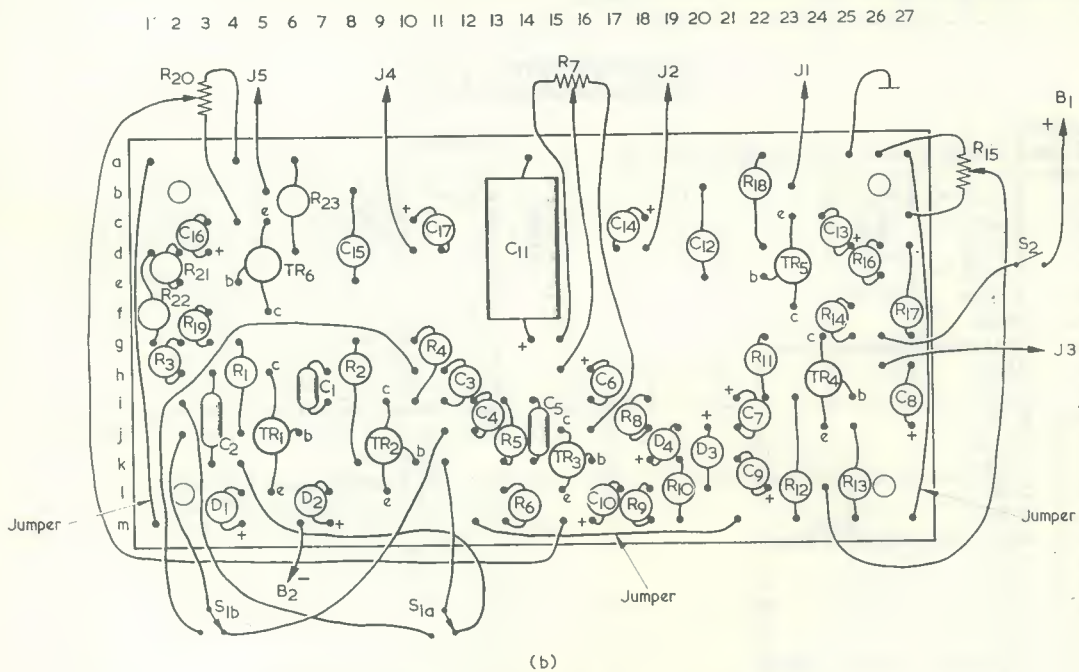 1 2 3 4 5 6 7 8 9 10 11 12 13 14 15 16 17 18 19 20 21 22 23 24 25 26 27
R20 J5 J4 R7 J2 J1 B1
+
R15
a
b R23 R18
c C16 e + C17 C14 + e C13
d + R21 TR6 C15 C11 C12 TR5 + R16 S2
e b b
f R22 R19 c c R14 R17
g + c J3
h R3 R1 c C1 R2 R4 C3 C6 R11 TR4 C8
i C2 c C4 C5 c R8 + + C7 b
j TR1 b TR2 R5 TR3 D4 D3 e +
k b b + C9
l D1 e D2 e R6 e C10 R9 R10 + R12 R13
m + + +
Jumper Jumper
B2 - Jumper
S1b S1a
(b)